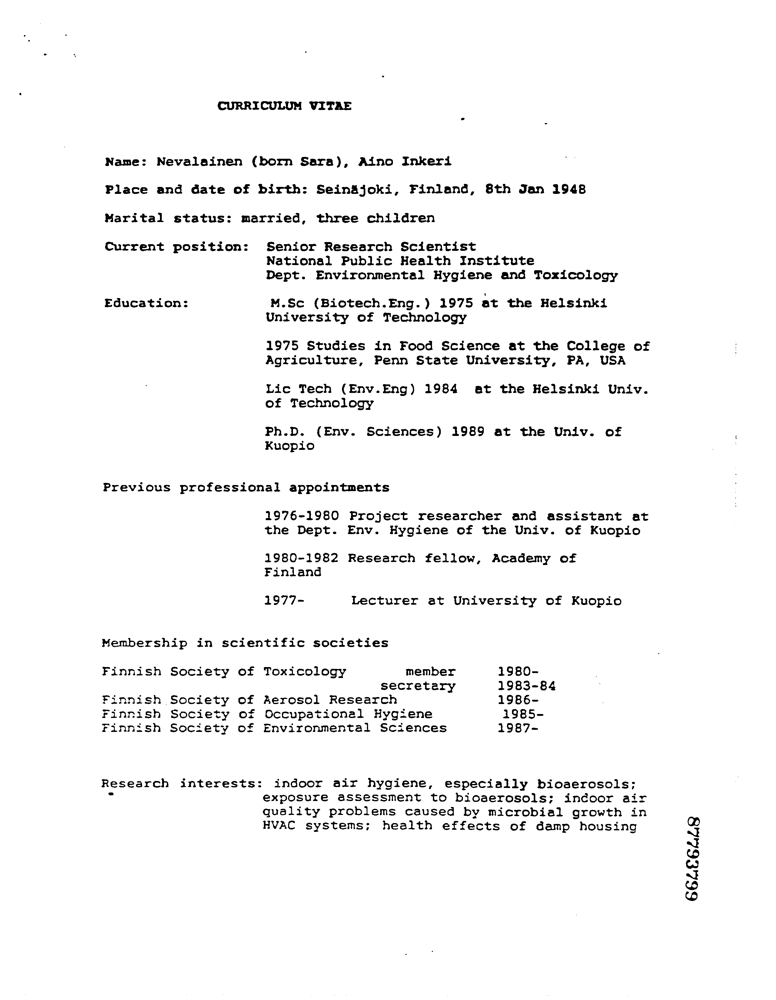 CURRICULUM VITAE
Name: Nevalainen (born Sara), Aino Inkeri
Place and date of birth: Seinäjoki, Finland, 8th Jan 1948
Marital status: married, three children
Current position: Senior Research Scientist
National Public Health Institute
Dept. Environmental Hygiene and Toxicology
Education: M.Sc (Biotech.Eng.) 1975 at the Helsinki
University of Technology
1975 Studies in Food Science at the College of
Agriculture, Penn State University, PA, USA
Lic Tech (Env.Eng) 1984 at the Helsinki Univ.
of Technology
Ph.D. (Env. Sciences) 1989 at the Univ. of
Kuopio
Previous professional appointments
1976-1980 Project researcher and assistant at
the Dept. Env. Hygiene of the Univ. of Kuopio
1980-1982 Research fellow, Academy of
Finland
1977- Lecturer at University of Kuopio
Membership in scientific societies
Finnish Society of Toxicology member 1980-
secretary 1983-84
Finnish Society of Aerosol Research 1986-
Finnish Society of Occupational Hygiene 1985-
Finnish Society of Environmental Sciences 1987-
Research interests: indoor air hygiene, especially bioaerosols;
exposure assessment to bioaerosols; indoor air
quality problems caused by microbial growth in
HVAC systems; health effects of damp housing
87793799